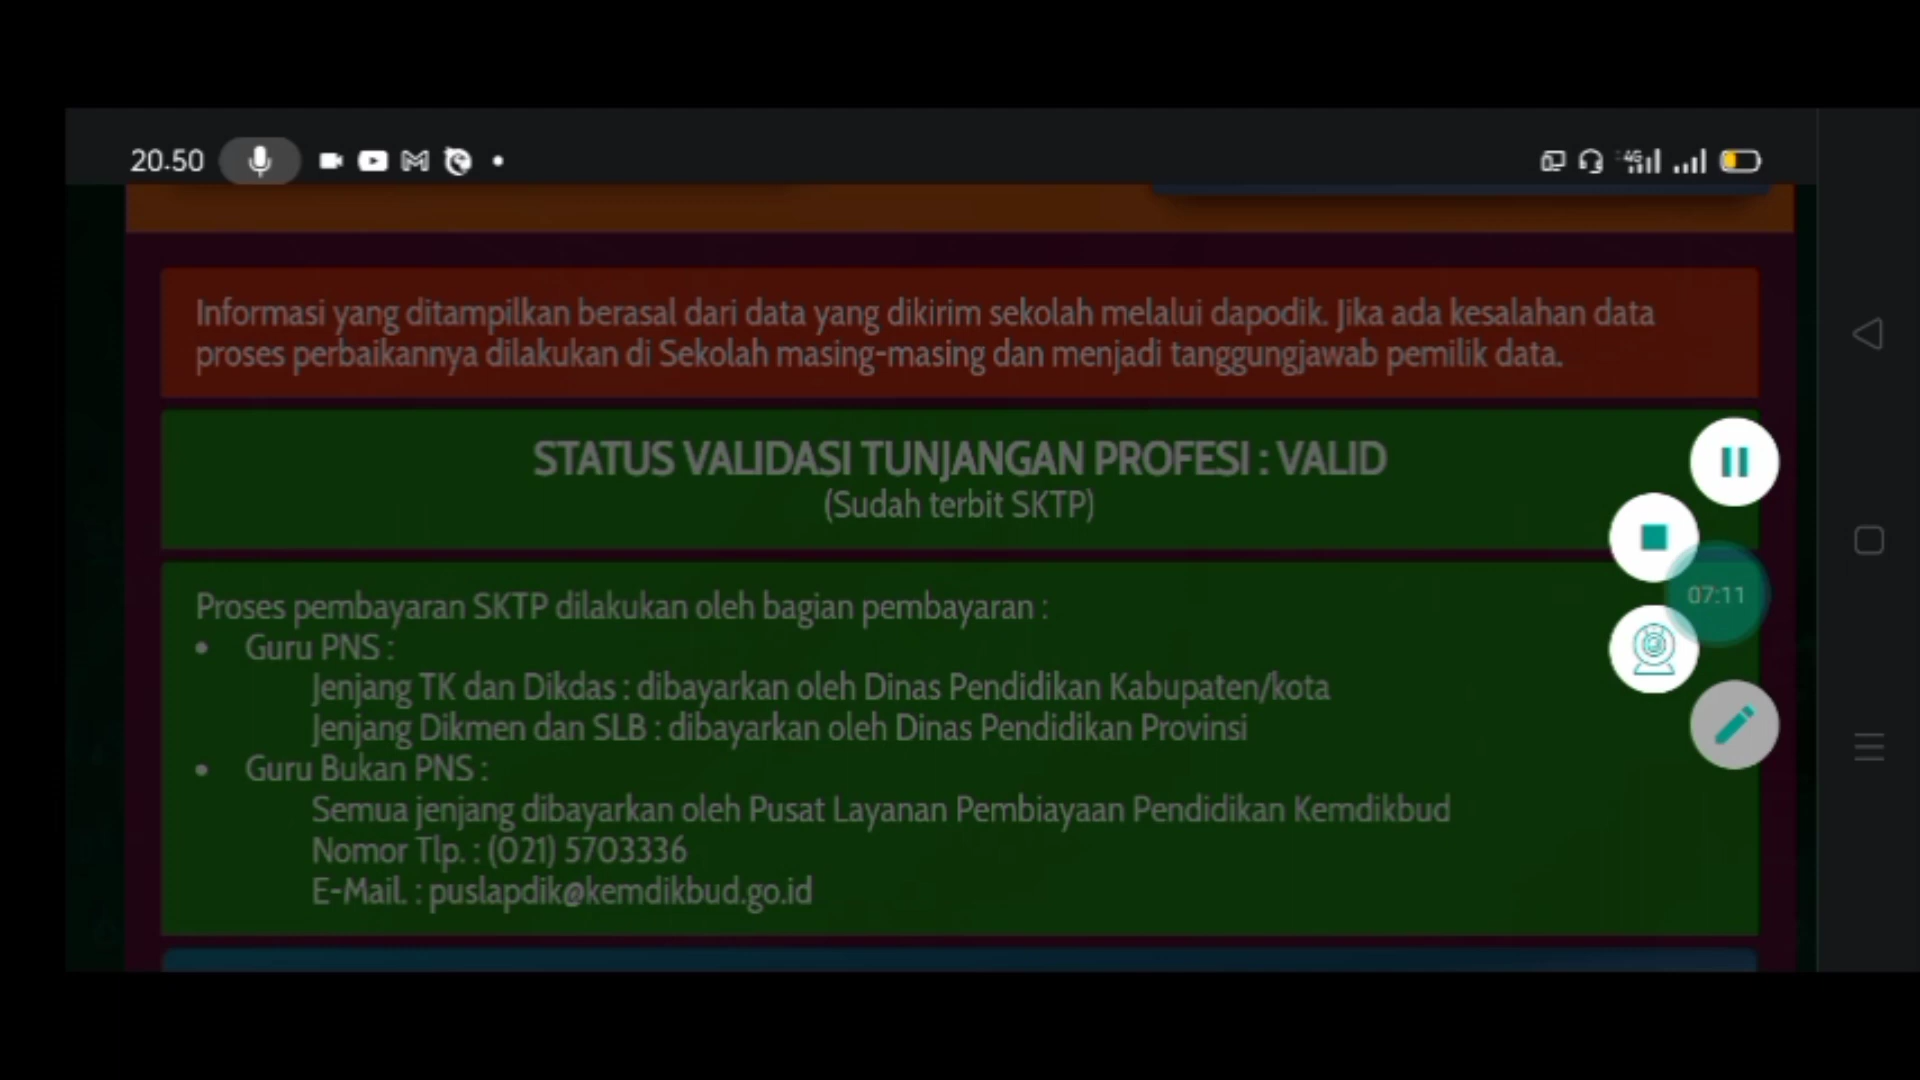 20.50
4G
Informasi yang ditampilkan berasal dari data yang dikirim sekolah melalui dapodik. Jika ada kesalahan data
proses perbaikannya dilakukan di Sekolah masing-masing dan menjadi tanggungjawab pemilik data.
STATUS VALIDASI TUNJANGAN PROFESI : VALID
(Sudah terbit SKTP)
07:11
Proses pembayaran SKTP dilakukan oleh bagian pembayaran :
• Guru PNS :
Jenjang TK dan Dikdas : dibayarkan oleh Dinas Pendidikan Kabupaten/kota
Jenjang Dikmen dan SLB : dibayarkan oleh Dinas Pendidikan Provinsi
• Guru Bukan PNS :
Semua jenjang dibayarkan oleh Pusat Layanan Pembiayaan Pendidikan Kemdikbud
Nomor Tlp. : (021) 5703336
E-Mail. : puslapdik@kemdikbud.go.id